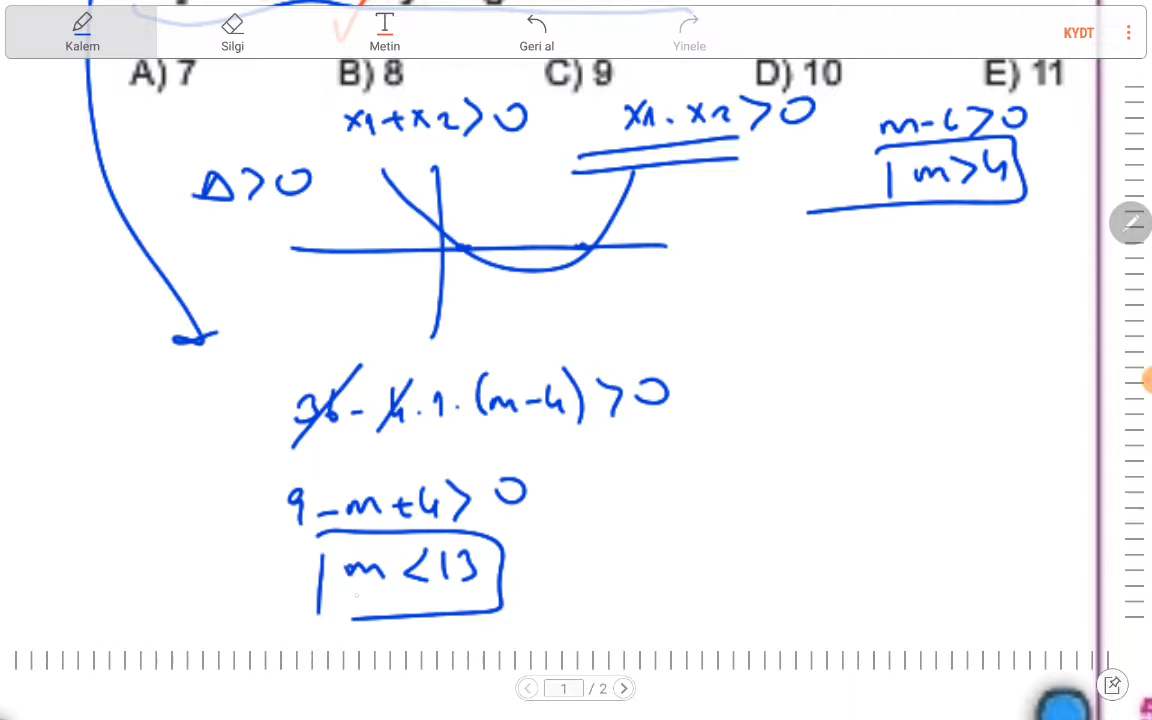 Kalem Silgi Metin Geri al Yinele KYDT
A) 7 B) 8 C) 9 D) 10 E) 11
x1+x2>0 x1.x2>0 m-4>0
Δ>0 m>4
36-4.1.(m-4)>0
9-m+4>0
m<13
1 / 2